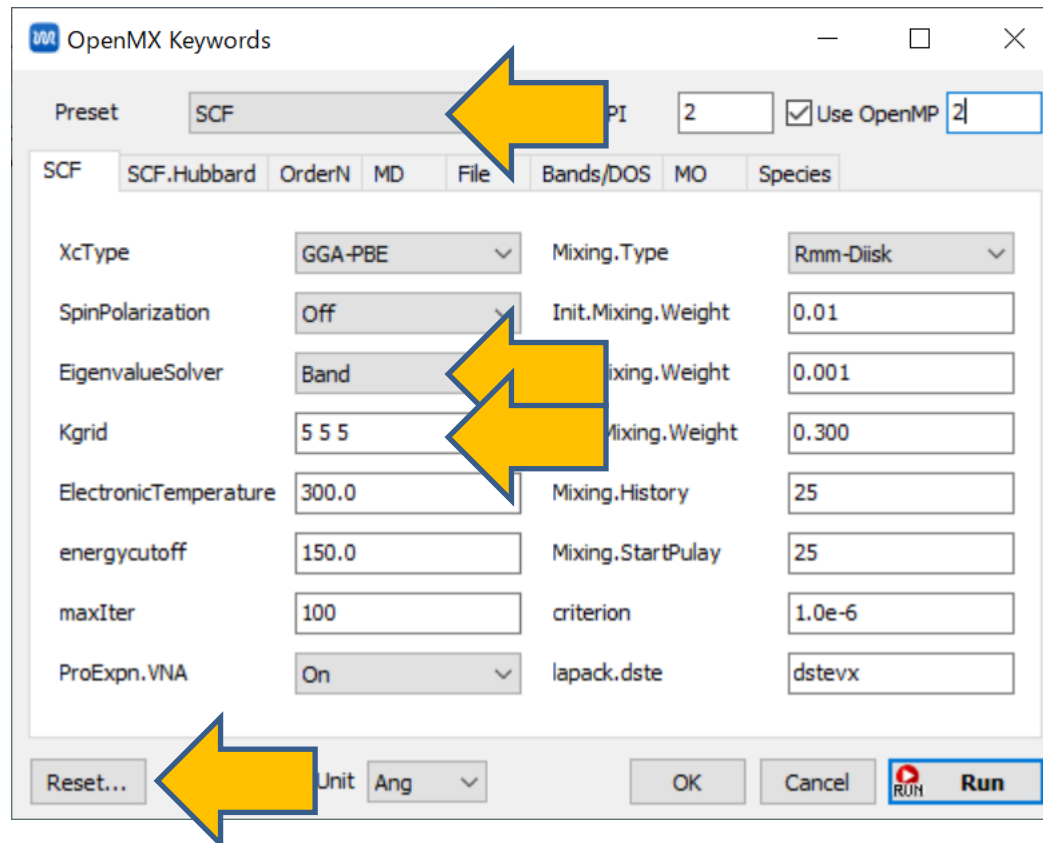 OpenMX Keywords
Preset SCF PI 2 Use OpenMP 2
SCF SCF.Hubbard OrderN MD File Bands/DOS MO Species
XcType GGA-PBE Mixing.Type Rmm-Diisk
SpinPolarization Off Init.Mixing.Weight 0.01
EigenvalueSolver Band ixing.Weight 0.001
Kgrid 5 5 5 Mixing.Weight 0.300
ElectronicTemperature 300.0 Mixing.History 25
energycutoff 150.0 Mixing.StartPulay 25
maxIter 100 criterion 1.0e-6
ProExpn.VNA On lapack.dste dstevx
Reset... Unit Ang OK Cancel RUN Run